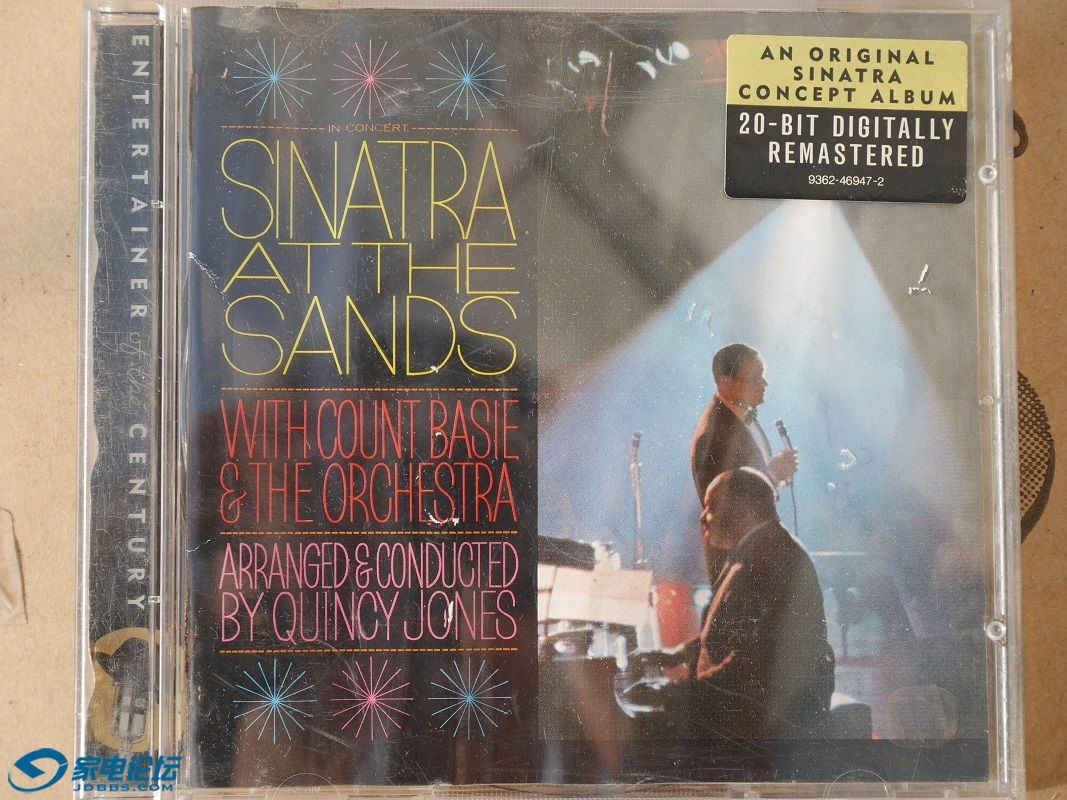 ENTERTAINER of the CENTURY
IN CONCERT
SINATRA
AT THE
SANDS
WITH COUNT BASIE
& THE ORCHESTRA
ARRANGED & CONDUCTED
BY QUINCY JONES
AN ORIGINAL
SINATRA
CONCEPT ALBUM
20-BIT DIGITALLY
REMASTERED
9362-46947-2
家电论坛
JDBBS.COM